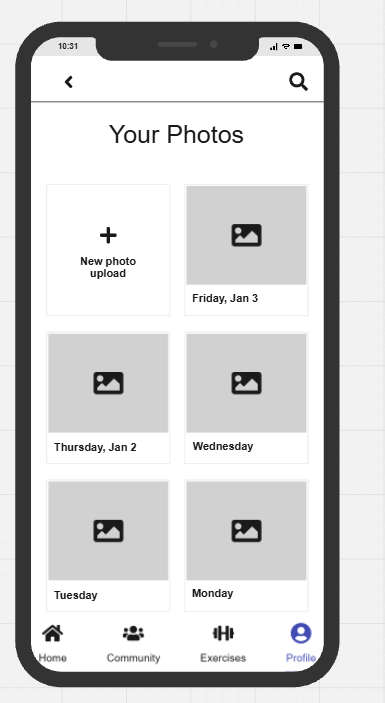 10:31
Your Photos
New photo
upload
Friday, Jan 3
Thursday, Jan 2
Wednesday
Tuesday
Monday
Home
Community
Exercises
Profile